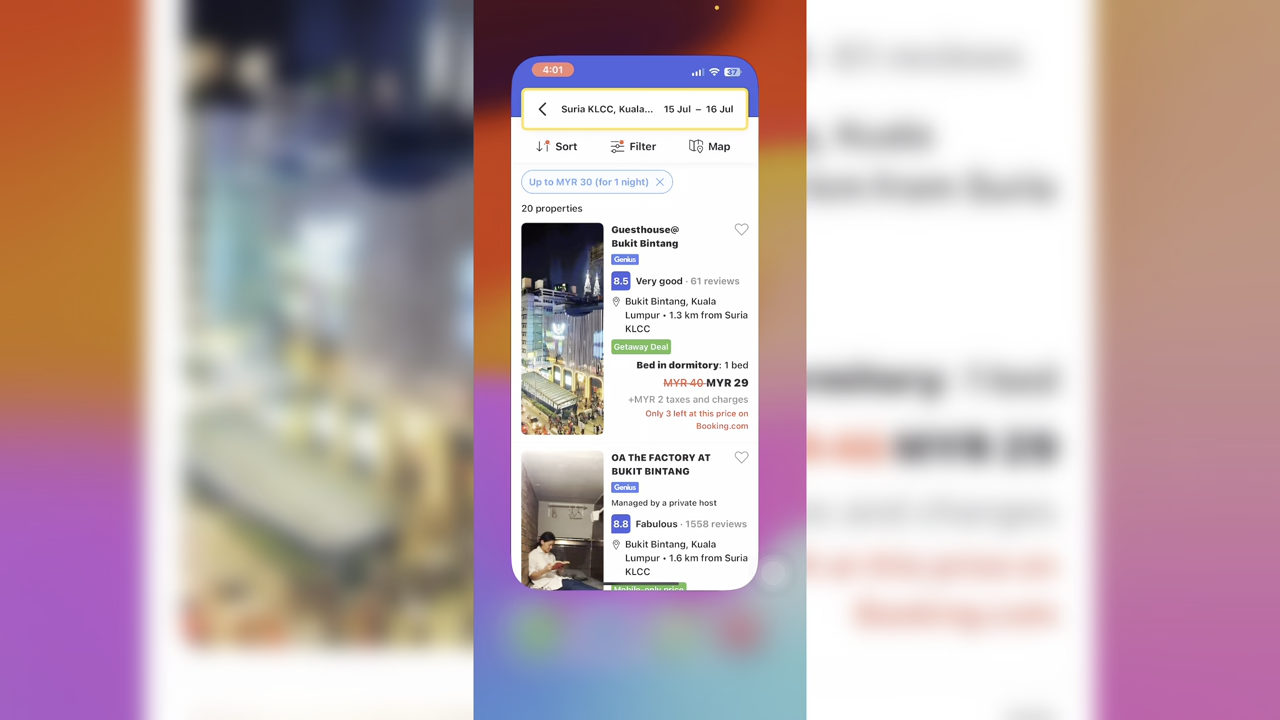 4:01
37
Suria KLCC, Kuala... 15 Jul – 16 Jul
Sort Filter Map
Up to MYR 30 (for 1 night)
20 properties
Guesthouse@
Bukit Bintang
Genius
8.5 Very good · 61 reviews
Bukit Bintang, Kuala
Lumpur • 1.3 km from Suria
KLCC
Getaway Deal
Bed in dormitory: 1 bed
MYR 40 MYR 29
+MYR 2 taxes and charges
Only 3 left at this price on
Booking.com
OA ThE FACTORY AT
BUKIT BINTANG
Genius
Managed by a private host
8.8 Fabulous · 1558 reviews
Bukit Bintang, Kuala
Lumpur • 1.6 km from Suria
KLCC
Mobile-only price